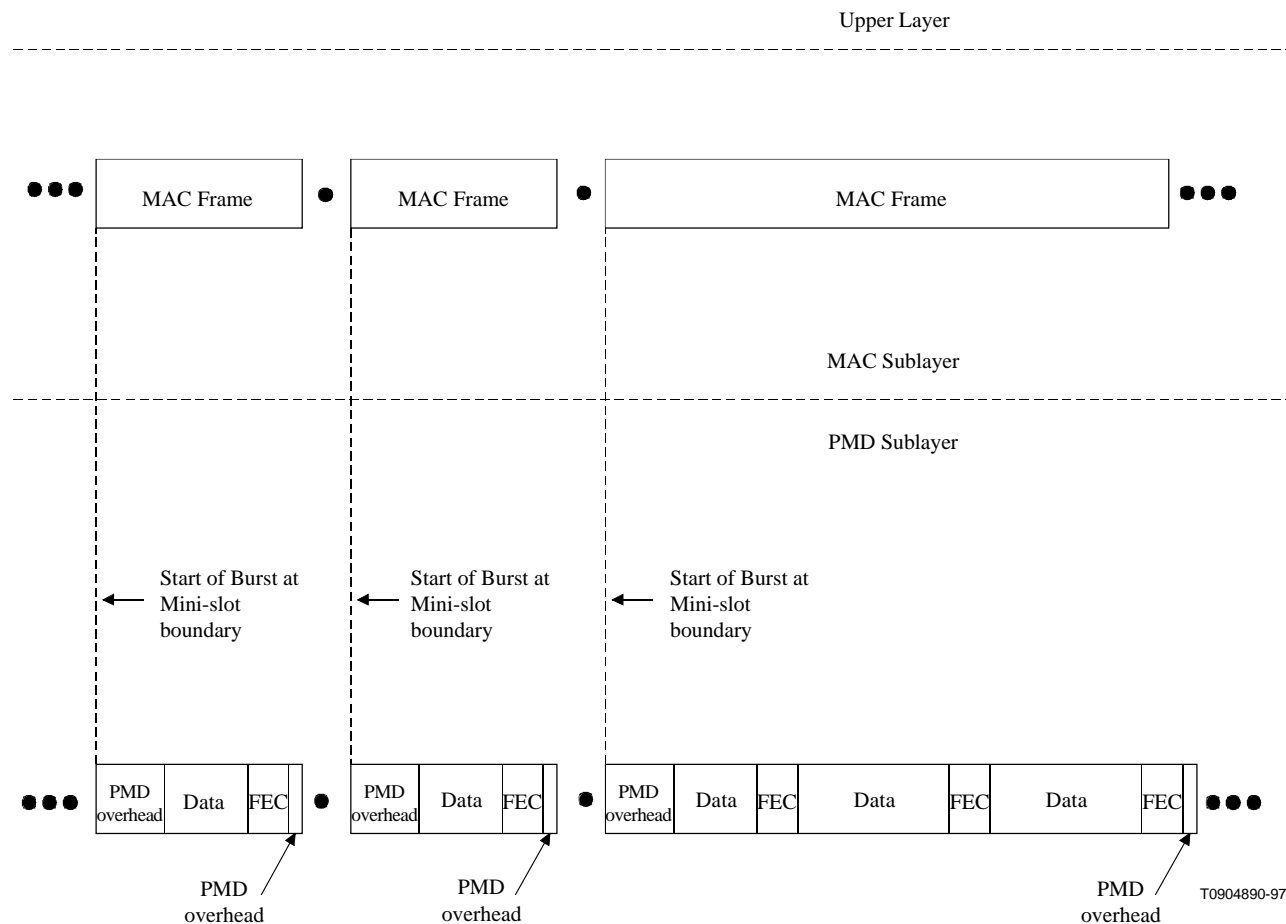 Upper Layer
MAC Frame
MAC Frame
MAC Frame
MAC Sublayer
PMD Sublayer
Start of Burst at
Mini-slot
boundary
Start of Burst at
Mini-slot
boundary
Start of Burst at
Mini-slot
boundary
PMD
overhead
Data
FEC
PMD
overhead
Data
FEC
PMD
overhead
Data
FEC
Data
FEC
Data
FEC
PMD
overhead
PMD
overhead
PMD
overhead
T0904890-97